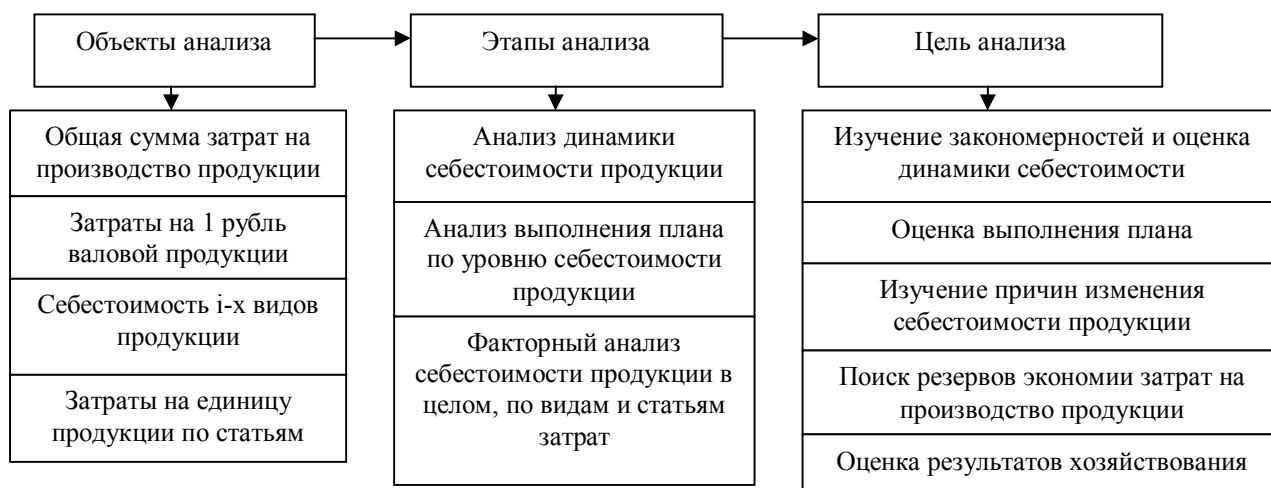 Объекты анализа
Этапы анализа
Цель анализа
Общая сумма затрат на
производство продукции
Затраты на 1 рубль
валовой продукции
Себестоимость i-х видов
продукции
Затраты на единицу
продукции по статьям
Анализ динамики
себестоимости продукции
Анализ выполнения плана
по уровню себестоимости
продукции
Факторный анализ
себестоимости продукции в
целом, по видам и статьям
затрат
Изучение закономерностей и оценка
динамики себестоимости
Оценка выполнения плана
Изучение причин изменения
себестоимости продукции
Поиск резервов экономии затрат на
производство продукции
Оценка результатов хозяйствования